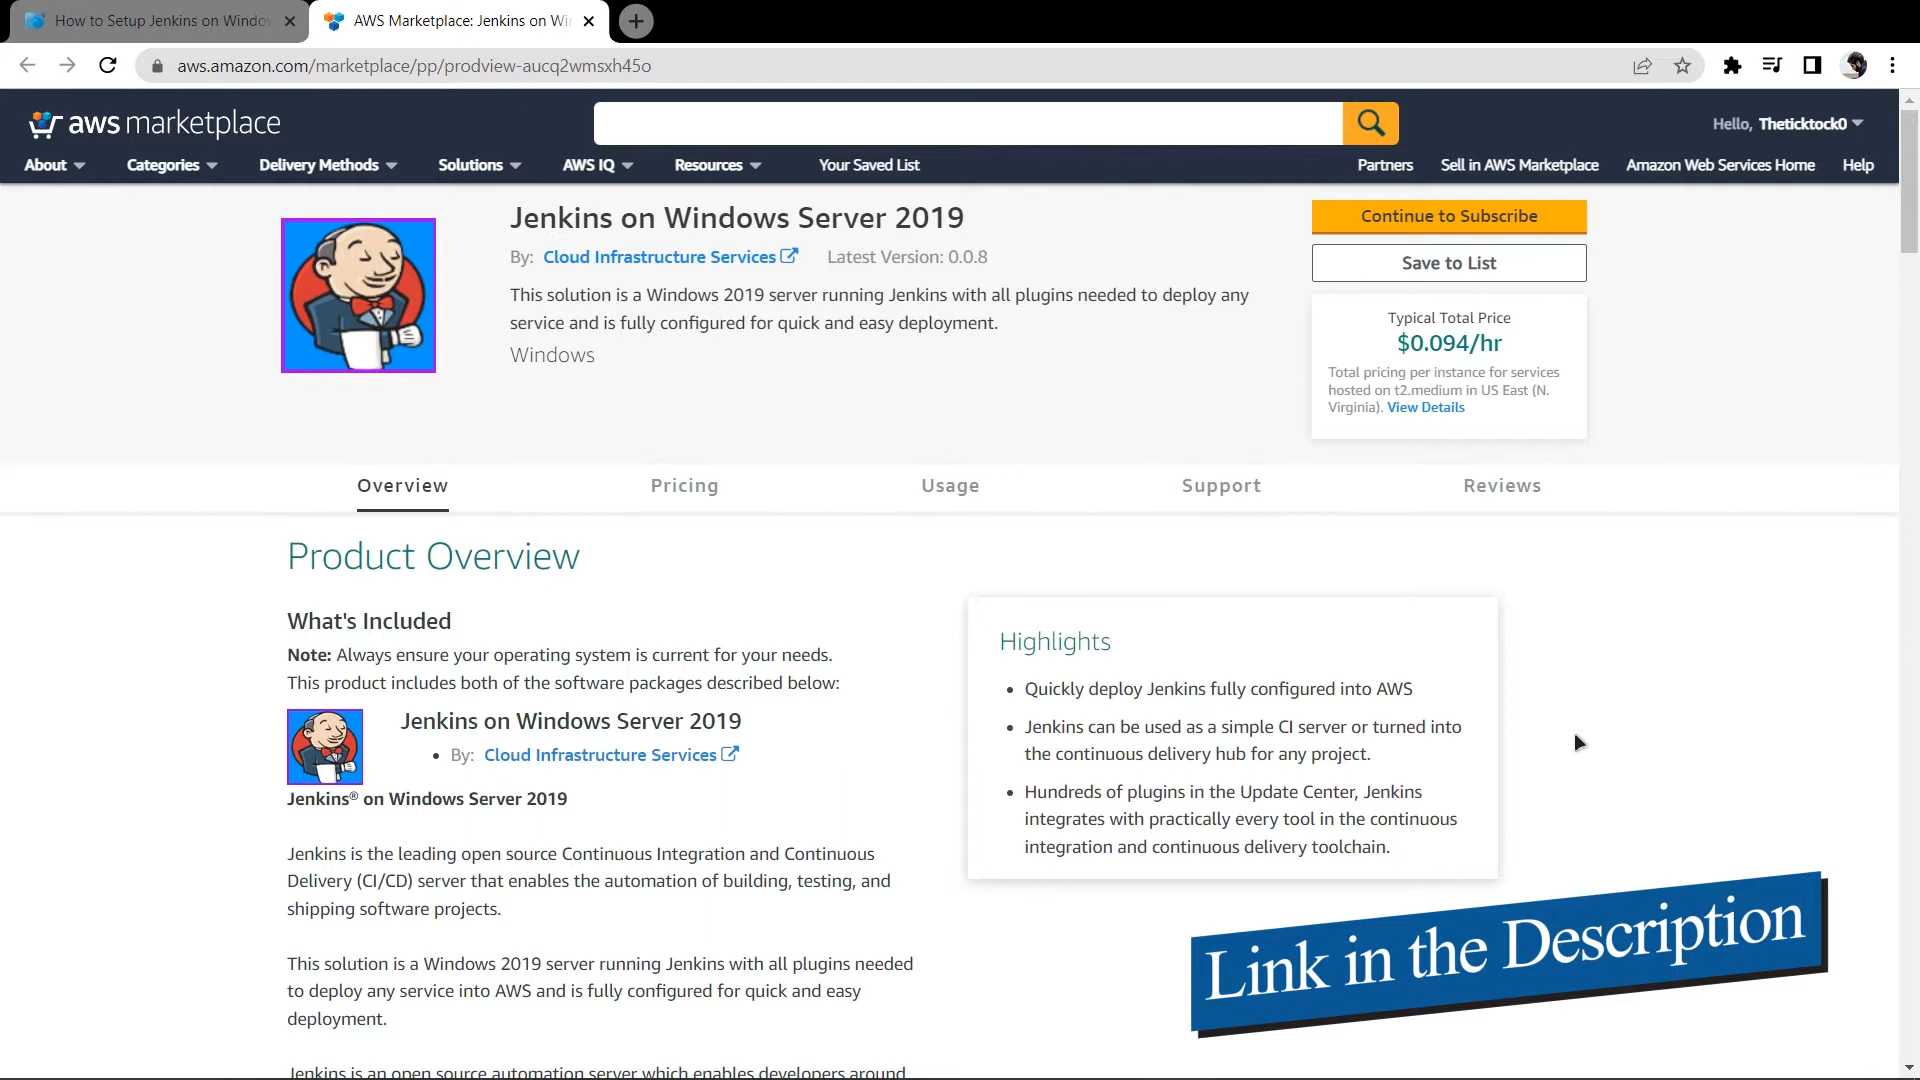 How to Setup Jenkins on Windo
AWS Marketplace: Jenkins on Wi
aws.amazon.com/marketplace/pp/prodview-aucq2wmsxh45o
aws marketplace
Hello, Theticktock0
About Categories Delivery Methods Solutions AWS IQ Resources Your Saved List Partners Sell in AWS Marketplace Amazon Web Services Home Help
Jenkins on Windows Server 2019
By: Cloud Infrastructure Services Latest Version: 0.0.8
This solution is a Windows 2019 server running Jenkins with all plugins needed to deploy any
service and is fully configured for quick and easy deployment.
Windows
Continue to Subscribe
Save to List
Typical Total Price
$0.094/hr
Total pricing per instance for services
hosted on t2.medium in US East (N.
Virginia). View Details
Overview Pricing Usage Support Reviews
Product Overview
What's Included
Note: Always ensure your operating system is current for your needs.
This product includes both of the software packages described below:
Jenkins on Windows Server 2019
• By: Cloud Infrastructure Services
Jenkins® on Windows Server 2019
Jenkins is the leading open source Continuous Integration and Continuous
Delivery (CI/CD) server that enables the automation of building, testing, and
shipping software projects.
This solution is a Windows 2019 server running Jenkins with all plugins needed
to deploy any service into AWS and is fully configured for quick and easy
deployment.
Jenkins is an open source automation server which enables developers around
Highlights
• Quickly deploy Jenkins fully configured into AWS
• Jenkins can be used as a simple CI server or turned into
the continuous delivery hub for any project.
• Hundreds of plugins in the Update Center, Jenkins
integrates with practically every tool in the continuous
integration and continuous delivery toolchain.
Link in the Description